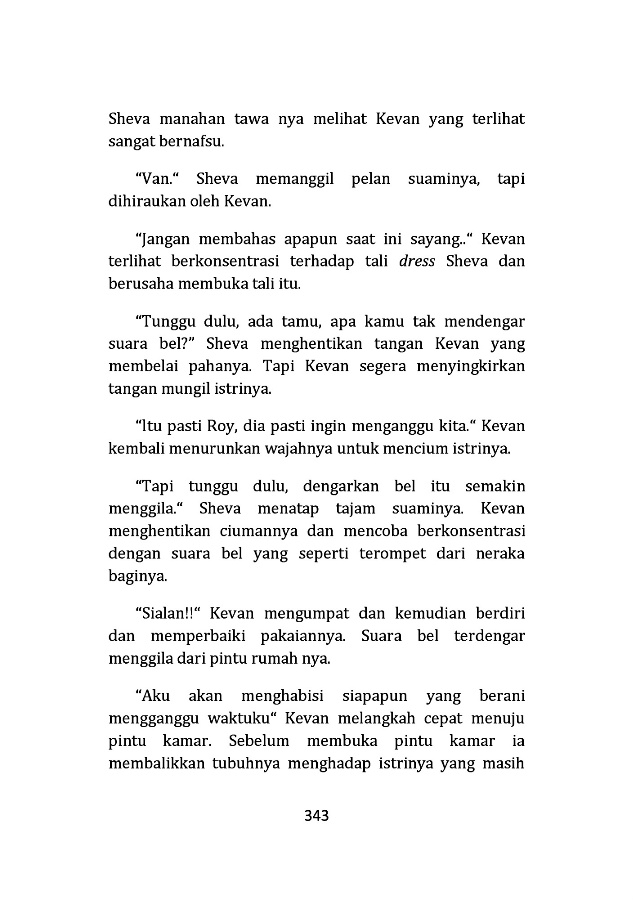 Sheva manahan tawa nya melihat Kevan yang terlihat
sangat bernafsu.
“Van.“ Sheva memanggil pelan suaminya, tapi
dihiraukan oleh Kevan.
“Jangan membahas apapun saat ini sayang..“ Kevan
terlihat berkonsentrasi terhadap tali dress Sheva dan
berusaha membuka tali itu.
“Tunggu dulu, ada tamu, apa kamu tak mendengar
suara bel?” Sheva menghentikan tangan Kevan yang
membelai pahanya. Tapi Kevan segera menyingkirkan
tangan mungil istrinya.
“Itu pasti Roy, dia pasti ingin menganggu kita.“ Kevan
kembali menurunkan wajahnya untuk mencium istrinya.
“Tapi tunggu dulu, dengarkan bel itu semakin
menggila.“ Sheva menatap tajam suaminya. Kevan
menghentikan ciumannya dan mencoba berkonsentrasi
dengan suara bel yang seperti terompet dari neraka
baginya.
“Sialan!!“ Kevan mengumpat dan kemudian berdiri
dan memperbaiki pakaiannya. Suara bel terdengar
menggila dari pintu rumah nya.
“Aku akan menghabisi siapapun yang berani
mengganggu waktuku“ Kevan melangkah cepat menuju
pintu kamar. Sebelum membuka pintu kamar ia
membalikkan tubuhnya menghadap istrinya yang masih
343